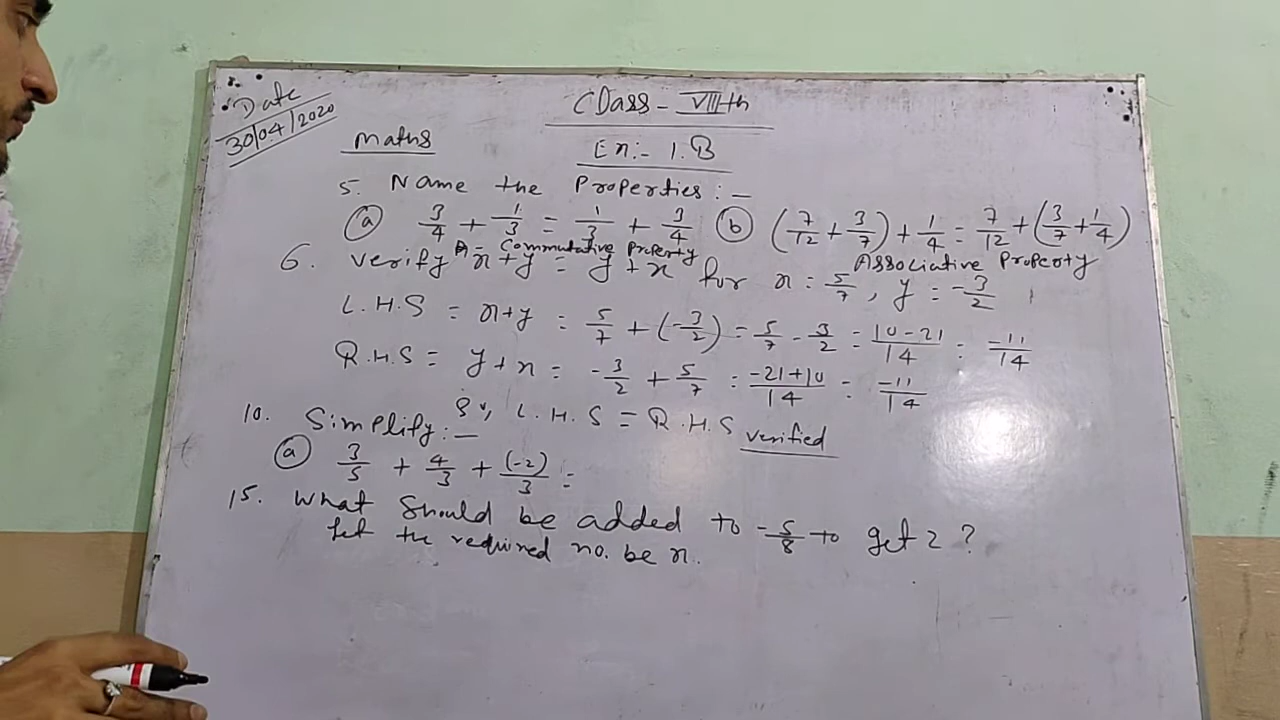 Date
30/04/2020
Class - VIIIth
Maths
Ex:- 1.B
5. Name the Properties :-
(a) 3/4 + 1/3 = 1/3 + 3/4 (b) (7/12 + 3/7) + 1/4 = 7/12 + (3/7 + 1/4)
A = Commutative Property
Associative Property
6. verify x+y = y+x for x = 5/7, y = -3/2
L.H.S = x+y = 5/7 + (-3/2) = 5/7 - 3/2 = 10-21/14 = -11/14
R.H.S = y+x = -3/2 + 5/7 = -21+10/14 = -11/14
So, L.H.S = R.H.S verified
10. Simplify :-
(a) 3/5 + 4/3 + (-2)/3 =
15. What should be added to -5/8 to get 2 ?
Let the required no. be x.